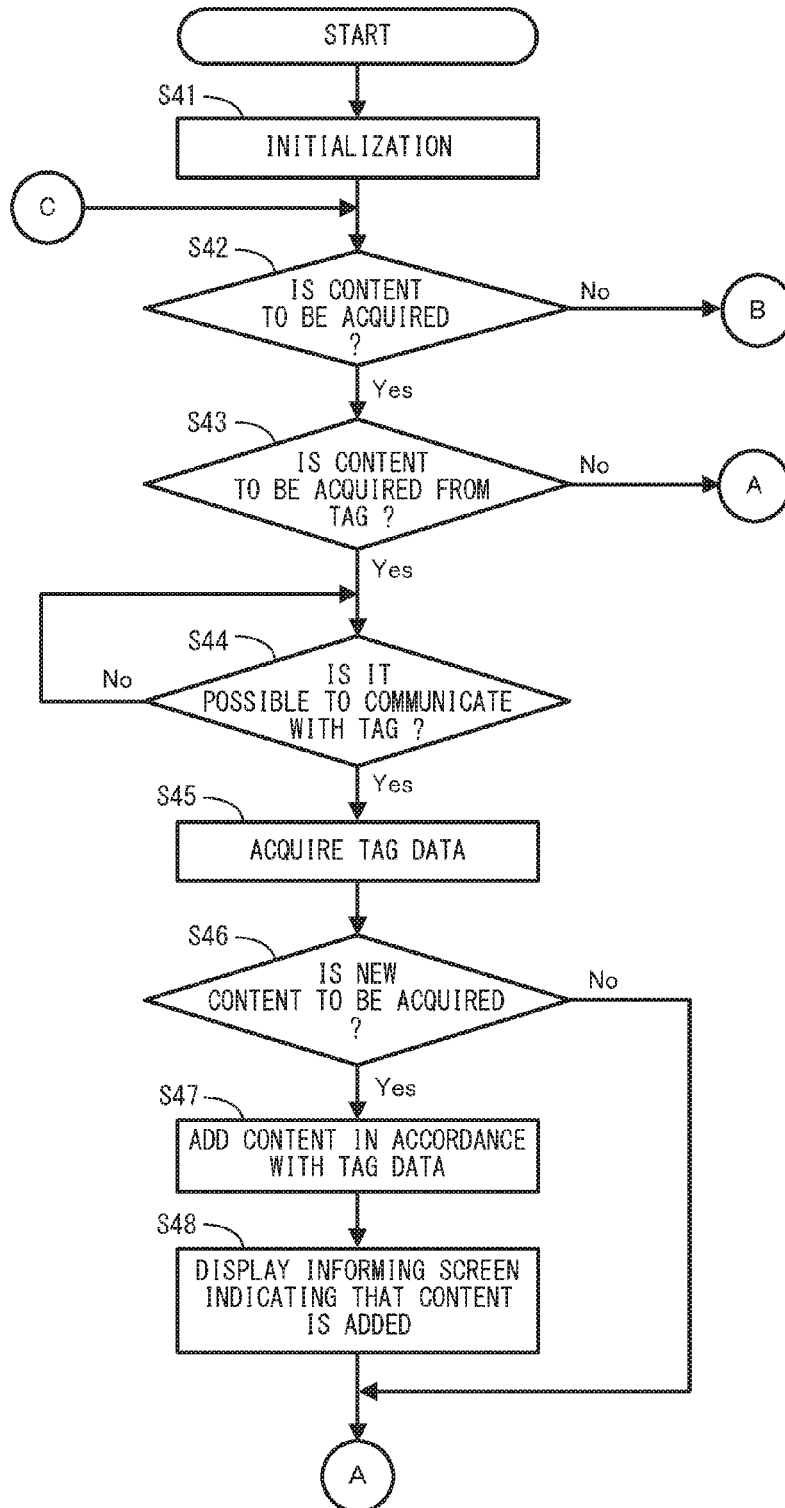 START
S41
INITIALIZATION
C
S42
IS CONTENT
TO BE ACQUIRED
?
No
B
Yes
S43
IS CONTENT
TO BE ACQUIRED FROM
TAG ?
No
A
Yes
S44
IS IT
POSSIBLE TO COMMUNICATE
WITH TAG ?
No
Yes
S45
ACQUIRE TAG DATA
S46
IS NEW
CONTENT TO BE ACQUIRED
?
No
Yes
S47
ADD CONTENT IN ACCORDANCE
WITH TAG DATA
S48
DISPLAY INFORMING SCREEN
INDICATING THAT CONTENT
IS ADDED
A